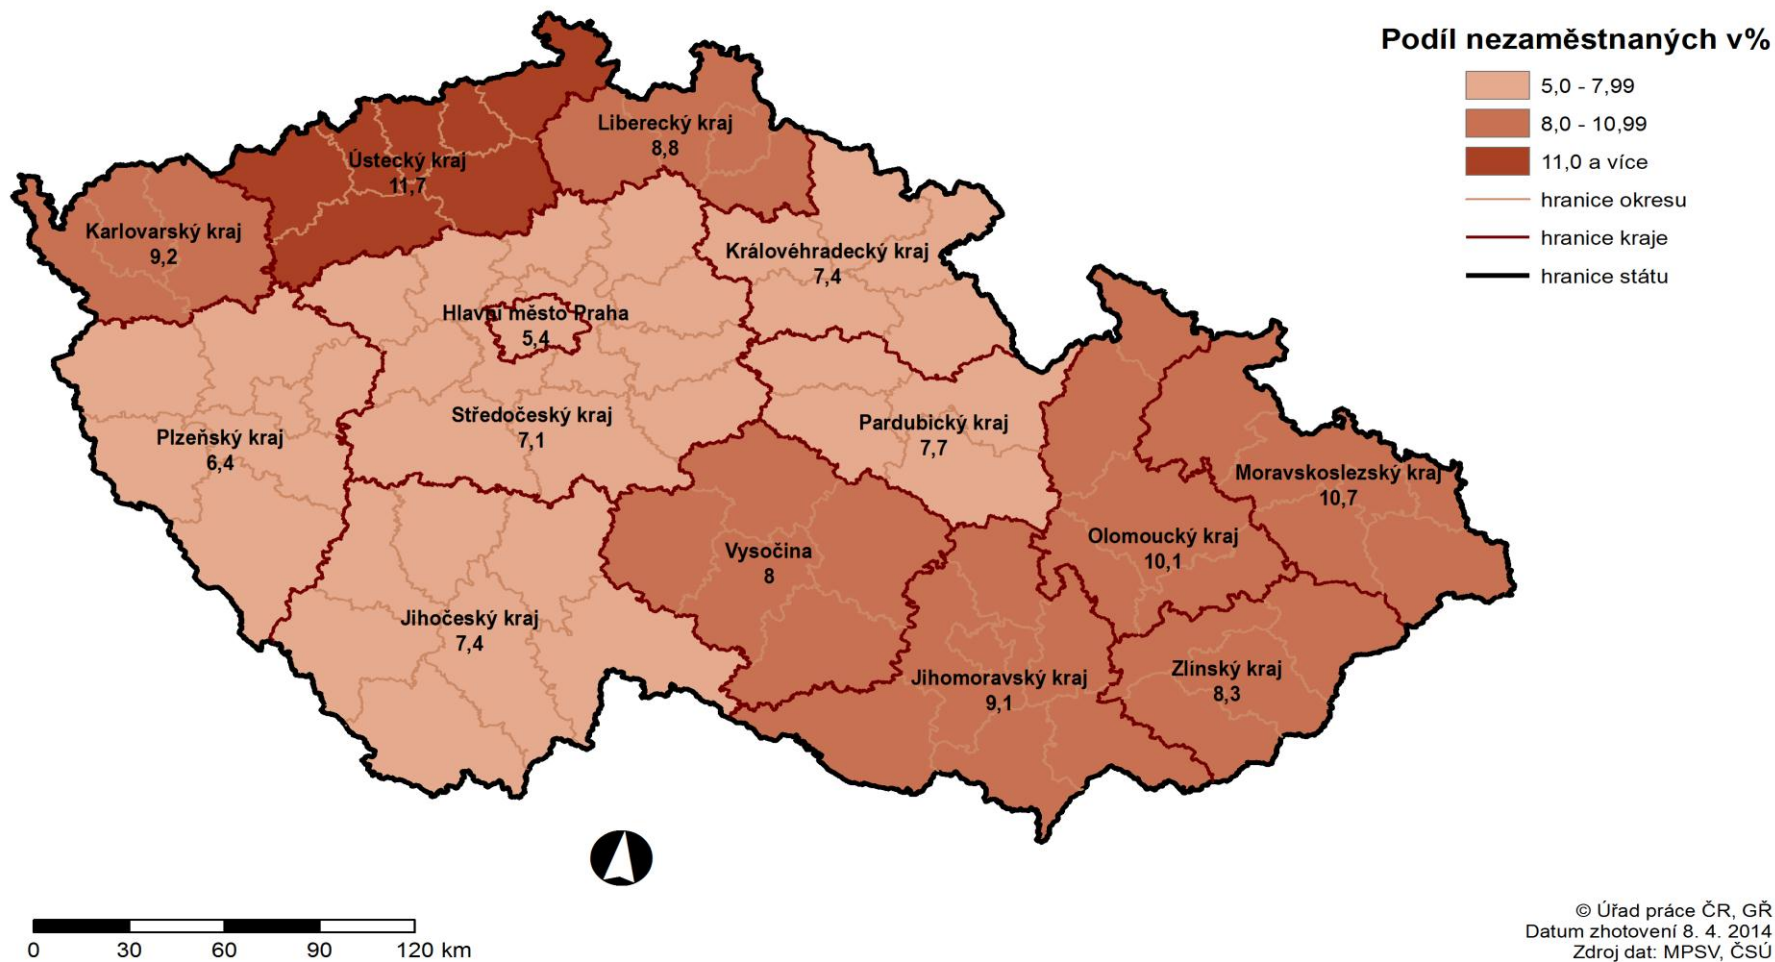 Podíl nezaměstnaných v%
5,0 - 7,99
8,0 - 10,99
11,0 a více
hranice okresu
hranice kraje
hranice státu
Liberecký kraj
8,8
Ústecký kraj
11,7
Karlovarský kraj
9,2
Královéhradecký kraj
7,4
Hlavní město Praha
5,4
Středočeský kraj
7,1
Pardubický kraj
7,7
Plzeňský kraj
6,4
Moravskoslezský kraj
10,7
Olomoucký kraj
10,1
Vysočina
8
Jihočeský kraj
7,4
Zlínský kraj
8,3
Jihomoravský kraj
9,1
0 30 60 90 120 km
© Úřad práce ČR, GŘ
Datum zhotovení 8. 4. 2014
Zdroj dat: MPSV, ČSÚ